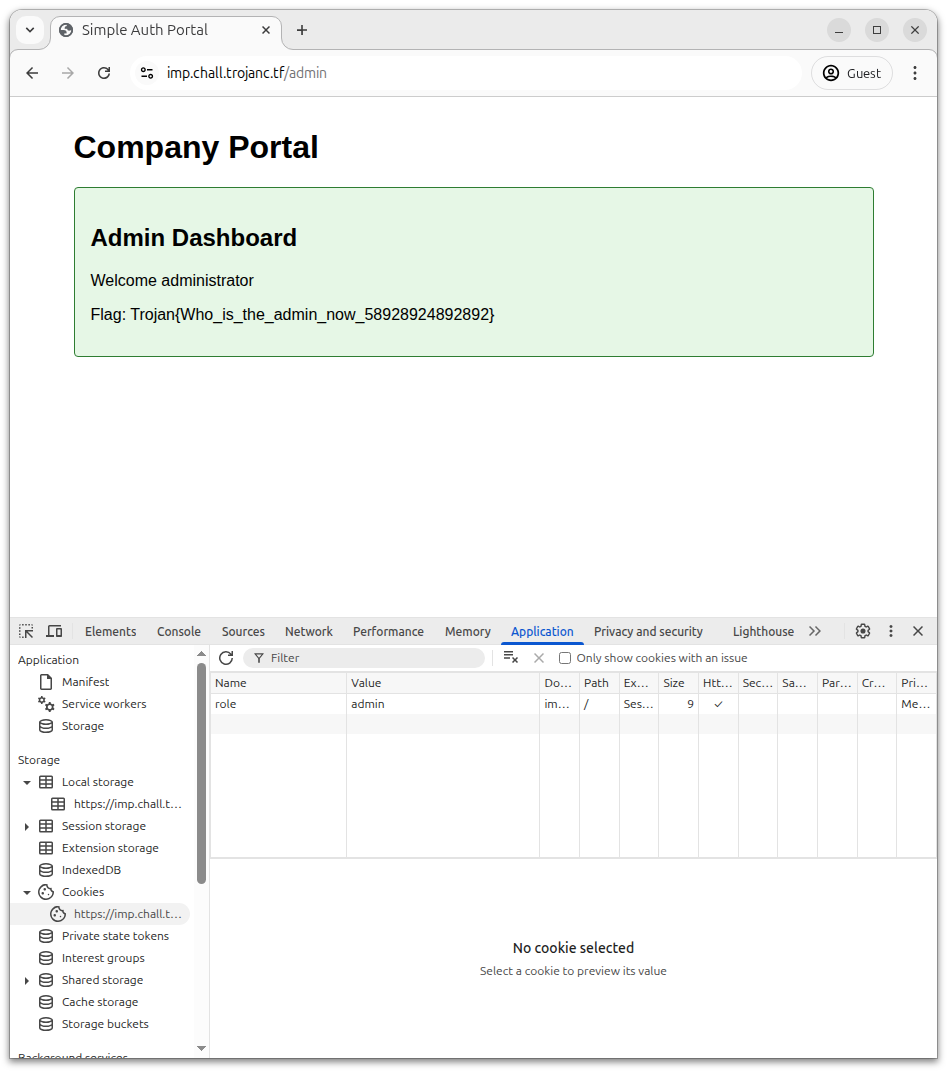 Simple Auth Portal
imp.chall.trojanc.tf/admin
Guest
Company Portal
Admin Dashboard
Welcome administrator
Flag: Trojan{Who_is_the_admin_now_58928924892892}
Elements Console Sources Network Performance Memory Application Privacy and security Lighthouse
Application
Manifest
Service workers
Storage
Storage
Local storage
https://imp.chall.t...
Session storage
Extension storage
IndexedDB
Cookies
https://imp.chall.t...
Private state tokens
Interest groups
Shared storage
Cache storage
Storage buckets
Background services
Filter
Only show cookies with an issue
Name Value Do... Path Ex... Size Htt... Sec... Sa... Par... Cr... Pri...
role admin im... / Ses... 9 ✓ Me...
No cookie selected
Select a cookie to preview its value